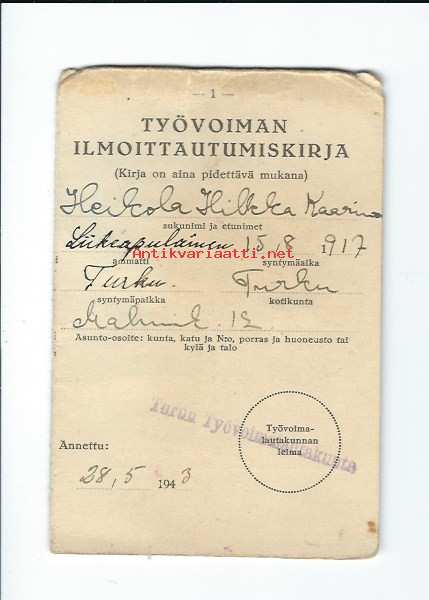 — 1 —
TYÖVOIMAN
ILMOITTAUTUMISKIRJA
(Kirja on aina pidettävä mukana)
Heikola Hilkka Kaarina
sukunimi ja etunimet
Liikeapulainen 15,8 1917
Antikvariaatti.net
ammatti syntymäaika
Turku. Turku
syntymäpaikka kotikunta
12
Asunto-osoite: kunta, katu ja N:o, porras ja huoneusto tai
kylä ja talo
Turun Työvoimalautakunta
Työvoima-
lautakunnan
leima
Annettu:
28,5 1943